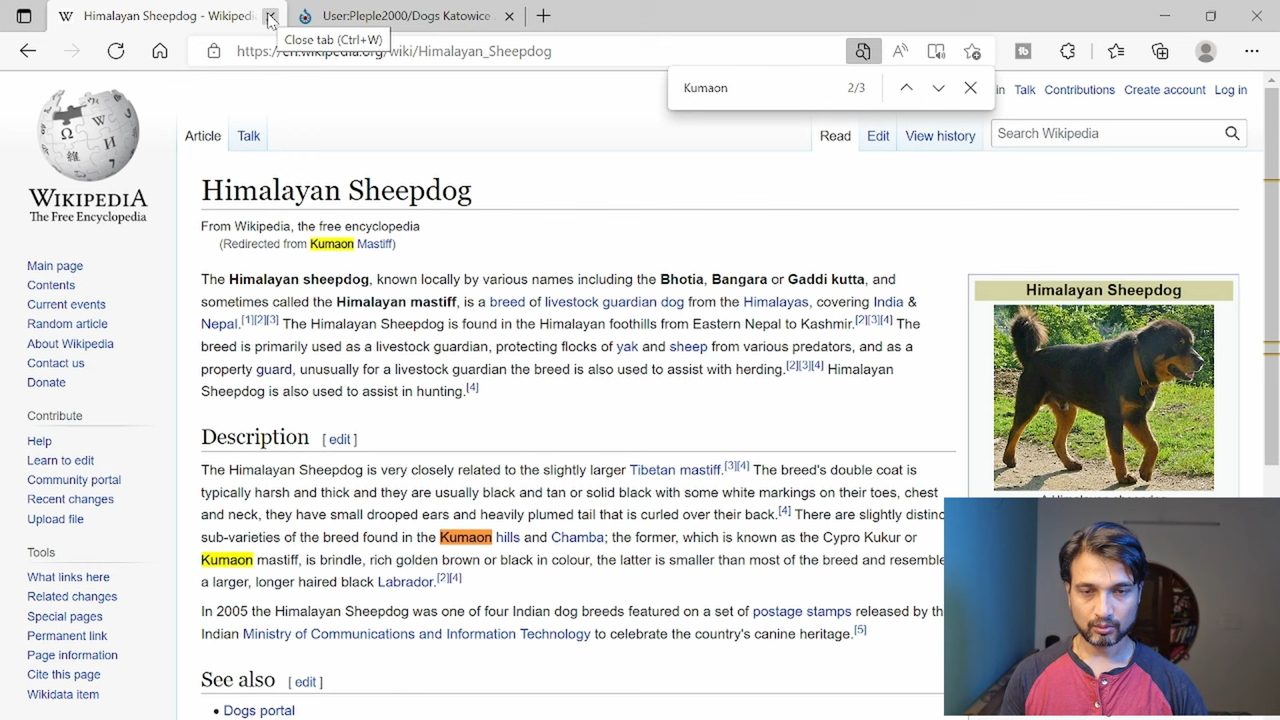 Himalayan Sheepdog - Wikipedi
User:Pleple2000/Dogs Katowice
Close tab (Ctrl+W)
https://en.wikipedia.org/wiki/Himalayan_Sheepdog
Kumaon 2/3
in Talk Contributions Create account Log in
Article Talk
Read Edit View history
Search Wikipedia
WIKIPEDIA
The Free Encyclopedia
Main page
Contents
Current events
Random article
About Wikipedia
Contact us
Donate
Contribute
Help
Learn to edit
Community portal
Recent changes
Upload file
Tools
What links here
Related changes
Special pages
Permanent link
Page information
Cite this page
Wikidata item
Himalayan Sheepdog
From Wikipedia, the free encyclopedia
(Redirected from Kumaon Mastiff)
The Himalayan sheepdog, known locally by various names including the Bhotia, Bangara or Gaddi kutta, and
sometimes called the Himalayan mastiff, is a breed of livestock guardian dog from the Himalayas, covering India &
Nepal.[1][2][3] The Himalayan Sheepdog is found in the Himalayan foothills from Eastern Nepal to Kashmir.[2][3][4] The
breed is primarily used as a livestock guardian, protecting flocks of yak and sheep from various predators, and as a
property guard, unusually for a livestock guardian the breed is also used to assist with herding.[2][3][4] Himalayan
Sheepdog is also used to assist in hunting.[4]
Description [ edit ]
The Himalayan Sheepdog is very closely related to the slightly larger Tibetan mastiff.[3][4] The breed's double coat is
typically harsh and thick and they are usually black and tan or solid black with some white markings on their toes, chest
and neck, they have small drooped ears and heavily plumed tail that is curled over their back.[4] There are slightly distinc
sub-varieties of the breed found in the Kumaon hills and Chamba; the former, which is known as the Cypro Kukur or
Kumaon mastiff, is brindle, rich golden brown or black in colour, the latter is smaller than most of the breed and resemble
a larger, longer haired black Labrador.[2][4]
In 2005 the Himalayan Sheepdog was one of four Indian dog breeds featured on a set of postage stamps released by th
Indian Ministry of Communications and Information Technology to celebrate the country's canine heritage.[5]
See also [ edit ]
• Dogs portal
Himalayan Sheepdog